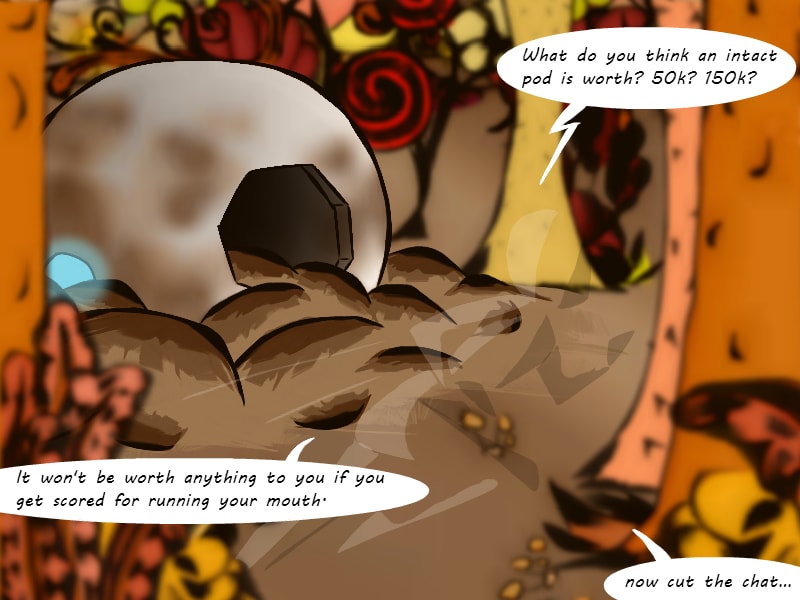 What do you think an intact
pod is worth? 50k? 150k?
It won't be worth anything to you if you
get scored for running your mouth.
now cut the chat...